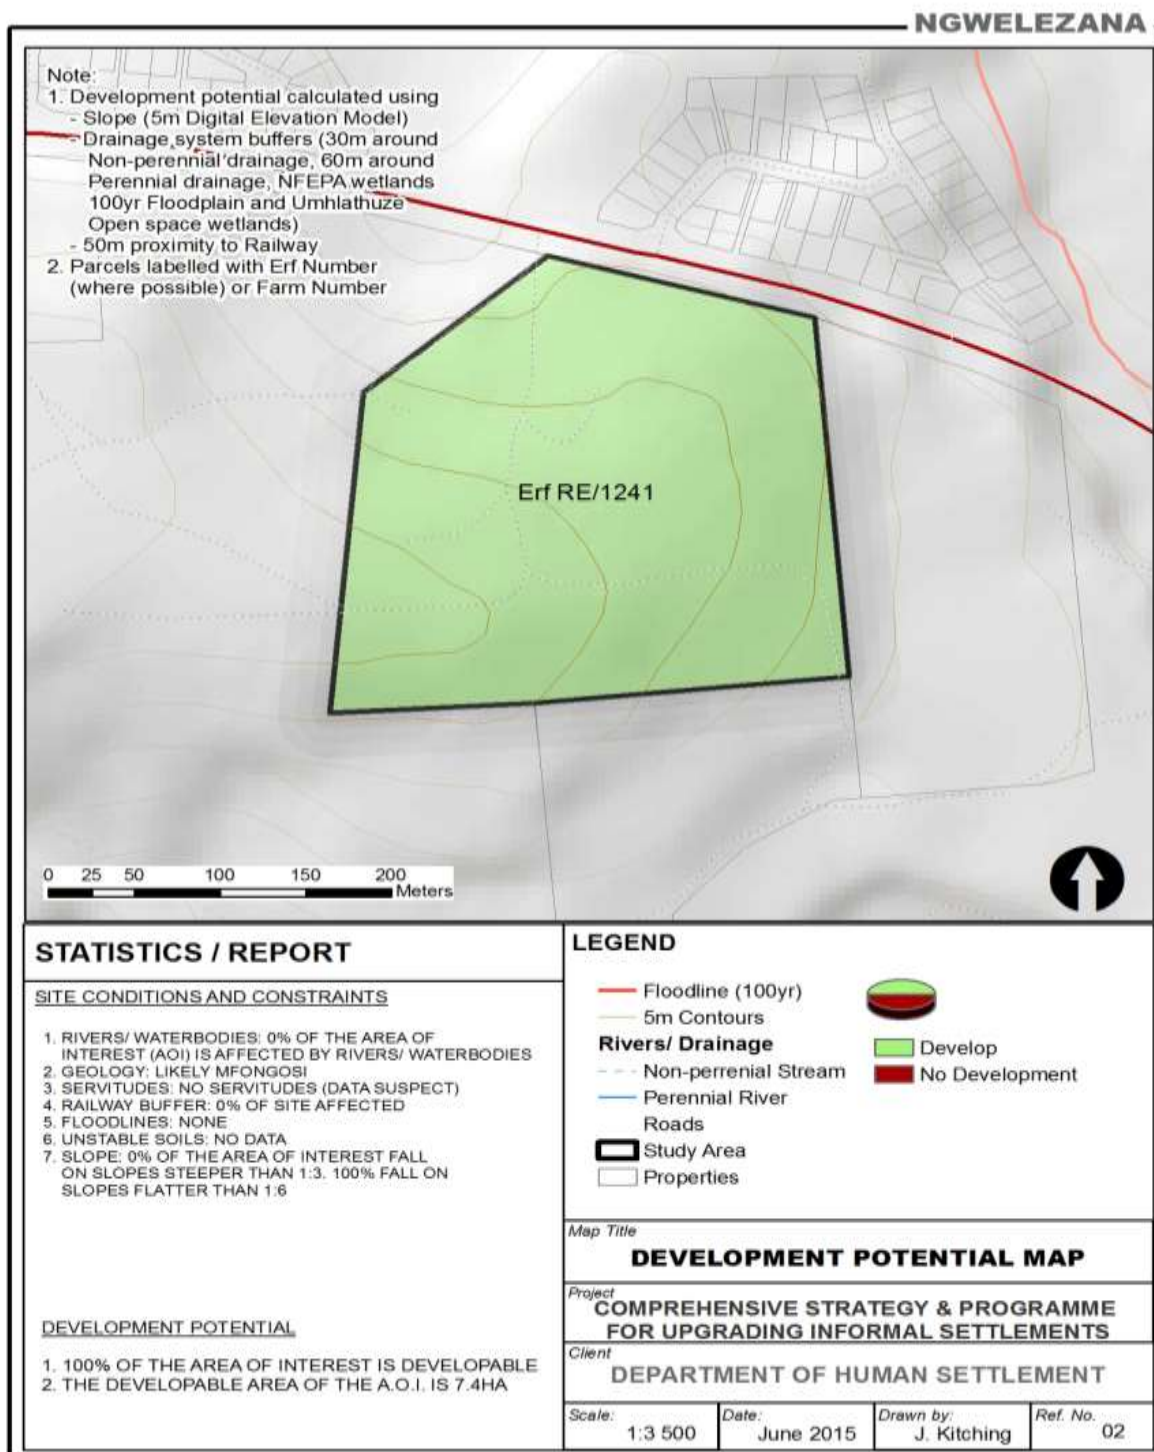 NGWELEZANA
Note:
1. Development potential calculated using
- Slope (5m Digital Elevation Model)
- Drainage system buffers (30m around
Non-perennial drainage, 60m around
Perennial drainage, NFEPA wetlands
100yr Floodplain and Umhlathuze
Open space wetlands)
- 50m proximity to Railway
2. Parcels labelled with Erf Number
(where possible) or Farm Number
Erf RE/1241
0 25 50 100 150 200
Meters
STATISTICS / REPORT
SITE CONDITIONS AND CONSTRAINTS
1. RIVERS/ WATERBODIES: 0% OF THE AREA OF
INTEREST (AOI) IS AFFECTED BY RIVERS/ WATERBODIES
2. GEOLOGY: LIKELY MFONGOSI
3. SERVITUDES: NO SERVITUDES (DATA SUSPECT)
4. RAILWAY BUFFER: 0% OF SITE AFFECTED
5. FLOODLINES: NONE
6. UNSTABLE SOILS: NO DATA
7. SLOPE: 0% OF THE AREA OF INTEREST FALL
ON SLOPES STEEPER THAN 1:3. 100% FALL ON
SLOPES FLATTER THAN 1:6
DEVELOPMENT POTENTIAL
1. 100% OF THE AREA OF INTEREST IS DEVELOPABLE
2. THE DEVELOPABLE AREA OF THE A.O.I. IS 7.4HA
LEGEND
Floodline (100yr)
5m Contours
Rivers/ Drainage
Non-perrenial Stream
Perennial River
Roads
Study Area
Properties
Develop
No Development
Map Title
DEVELOPMENT POTENTIAL MAP
Project
COMPREHENSIVE STRATEGY & PROGRAMME
FOR UPGRADING INFORMAL SETTLEMENTS
Client
DEPARTMENT OF HUMAN SETTLEMENT
Scale:
1:3 500
Date:
June 2015
Drawn by:
J. Kitching
Ref. No.
02